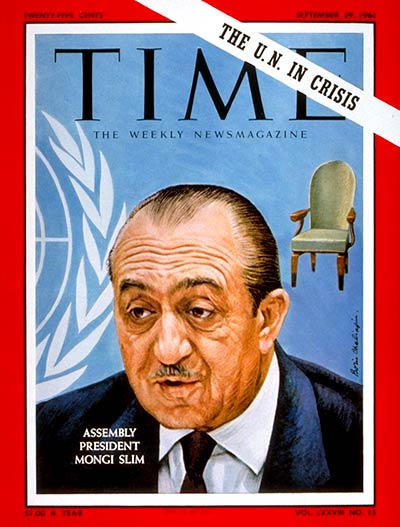 TWENTY-FIVE CENTS
SEPTEMBER 29, 1961
THE U.N. IN CRISIS
TIME
THE WEEKLY NEWSMAGAZINE
Boris Chaliapin
ASSEMBLY
PRESIDENT
MONGI SLIM
$7.00 A YEAR
VOL. LXXVIII NO. 13